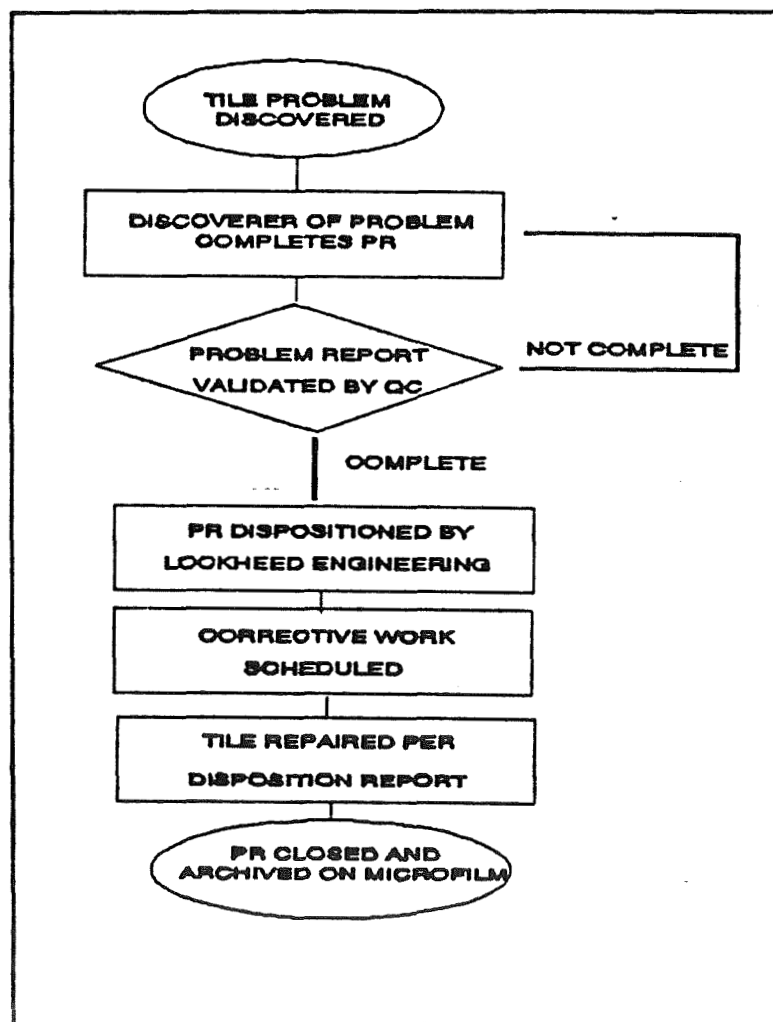 TILE PROBLEM
DISCOVERED
DISCOVERER OF PROBLEM
COMPLETES PR
PROBLEM REPORT
VALIDATED BY QC
NOT COMPLETE
COMPLETE
PR DISPOSITIONED BY
LOCKHEED ENGINEERING
CORRECTIVE WORK
SCHEDULED
TILE REPAIRED PER
DISPOSITION REPORT
PR CLOSED AND
ARCHIVED ON MICROFILM